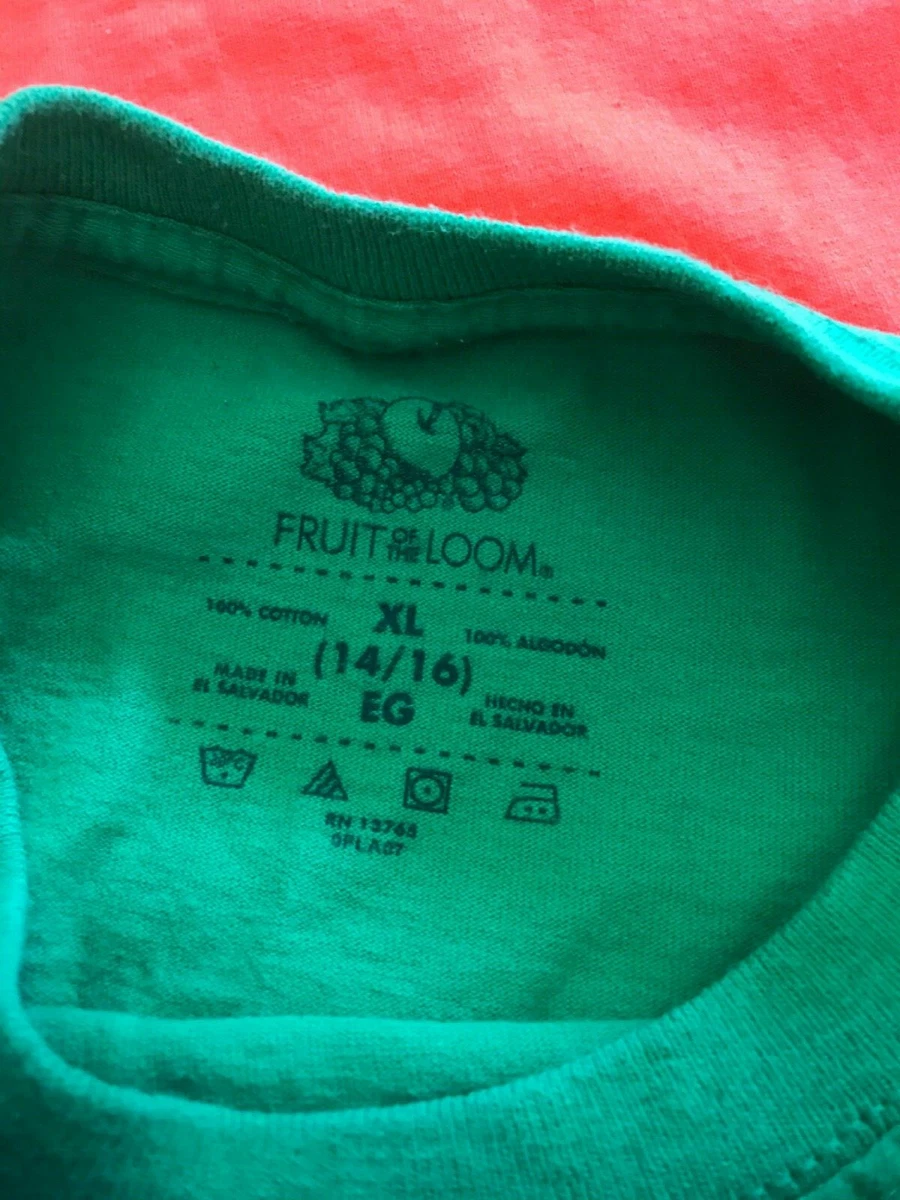 FRUIT OF THE LOOM®
100% COTTON
XL
100% ALGODÓN
(14/16)
MADE IN
EL SALVADOR
EG
HECHO EN
EL SALVADOR
30°C
RN 13765